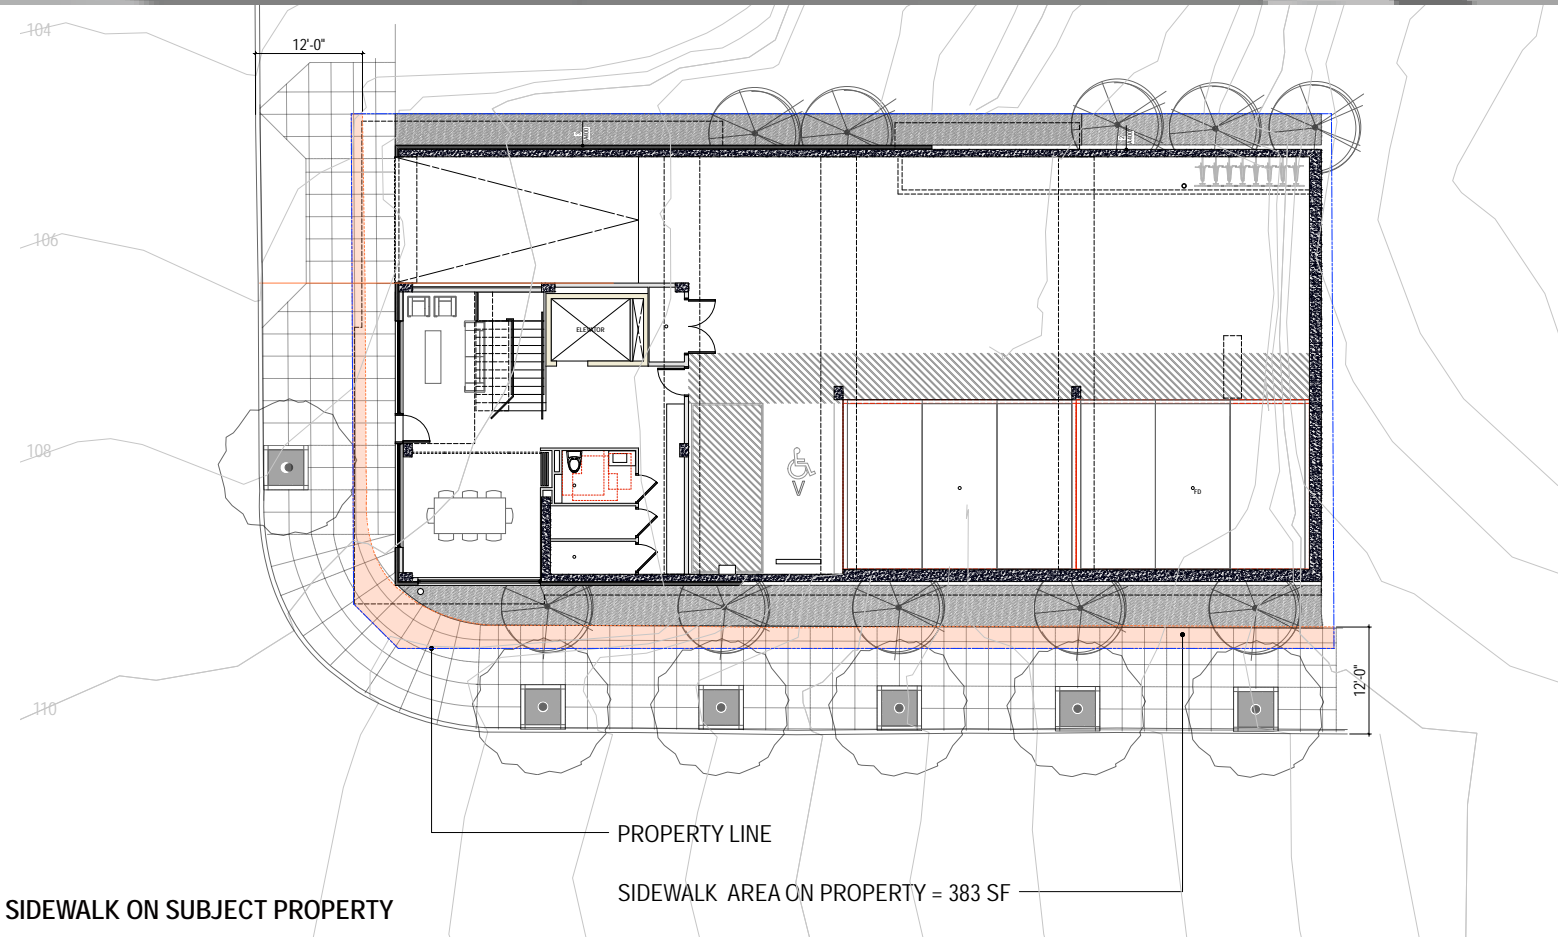 104
12'-0"
106
ELEVATOR
108
FD
12'-0"
110
PROPERTY LINE
SIDEWALK AREA ON PROPERTY = 383 SF
SIDEWALK ON SUBJECT PROPERTY